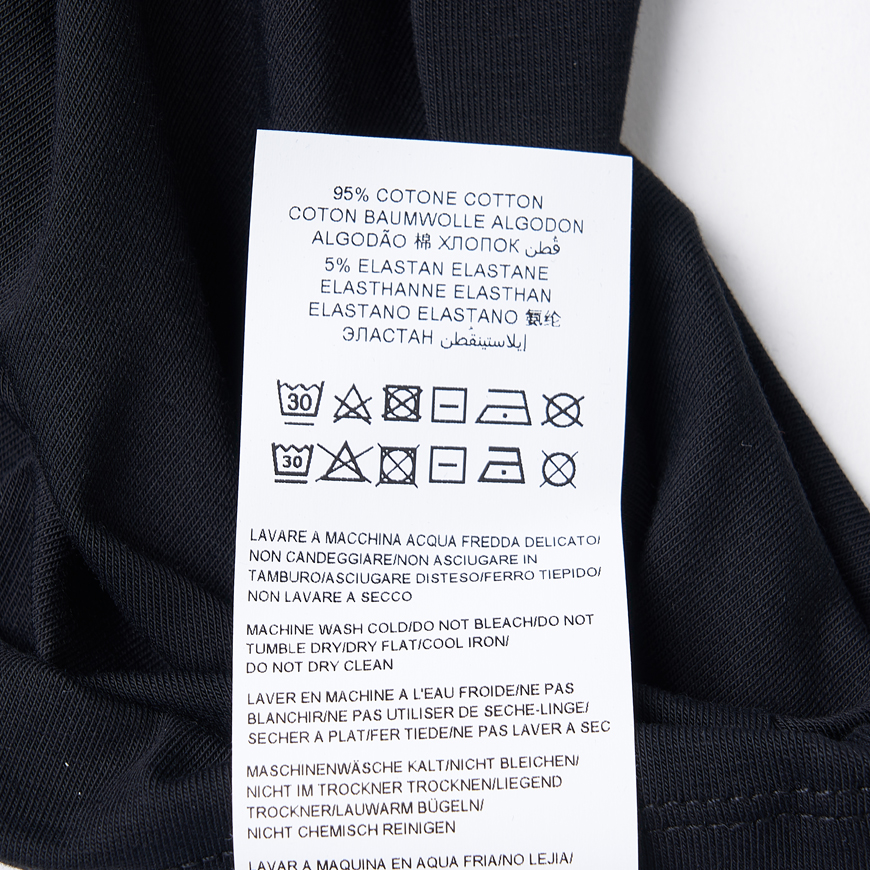 95% COTONE COTTON
COTON BAUMWOLLE ALGODON
ALGODÃO 棉 ХЛОПОК قُطن
5% ELASTAN ELASTANE
ELASTHANNE ELASTHAN
ELASTANO ELASTANO 氨纶
ЭЛАСТАН إيلاستينقُطن
30
30
LAVARE A MACCHINA ACQUA FREDDA DELICATO/
NON CANDEGGIARE/NON ASCIUGARE IN
TAMBURO/ASCIUGARE DISTESO/FERRO TIEPIDO/
NON LAVARE A SECCO
MACHINE WASH COLD/DO NOT BLEACH/DO NOT
TUMBLE DRY/DRY FLAT/COOL IRON/
DO NOT DRY CLEAN
LAVER EN MACHINE A L'EAU FROIDE/NE PAS
BLANCHIR/NE PAS UTILISER DE SECHE-LINGE/
SECHER A PLAT/FER TIEDE/NE PAS LAVER A SEC
MASCHINENWÄSCHE KALT/NICHT BLEICHEN/
NICHT IM TROCKNER TROCKNEN/LIEGEND
TROCKNER/LAUWARM BÜGELN/
NICHT CHEMISCH REINIGEN
LAVAR A MAQUINA EN AQUA FRIA/NO LEJIA/